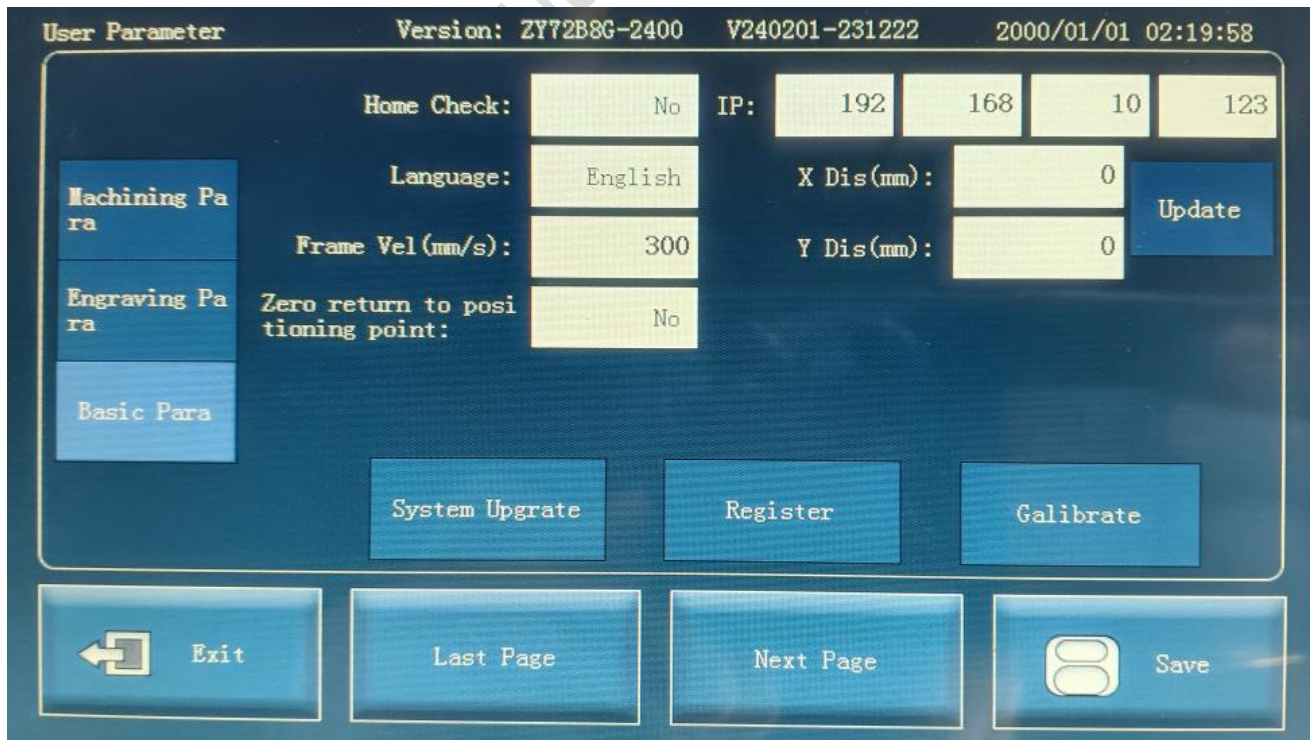 User Parameter Version: ZY72B8G-2400 V240201-231222 2000/01/01 02:19:58
Home Check: No IP: 192 168 10 123
Language: English X Dis(mm): 0
Machining Pa
ra
Update
Frame Vel(mm/s): 300 Y Dis(mm): 0
Engraving Pa
ra
Zero return to posi
tioning point: No
Basic Para
System Upgrate Register Galibrate
Exit Last Page Next Page Save